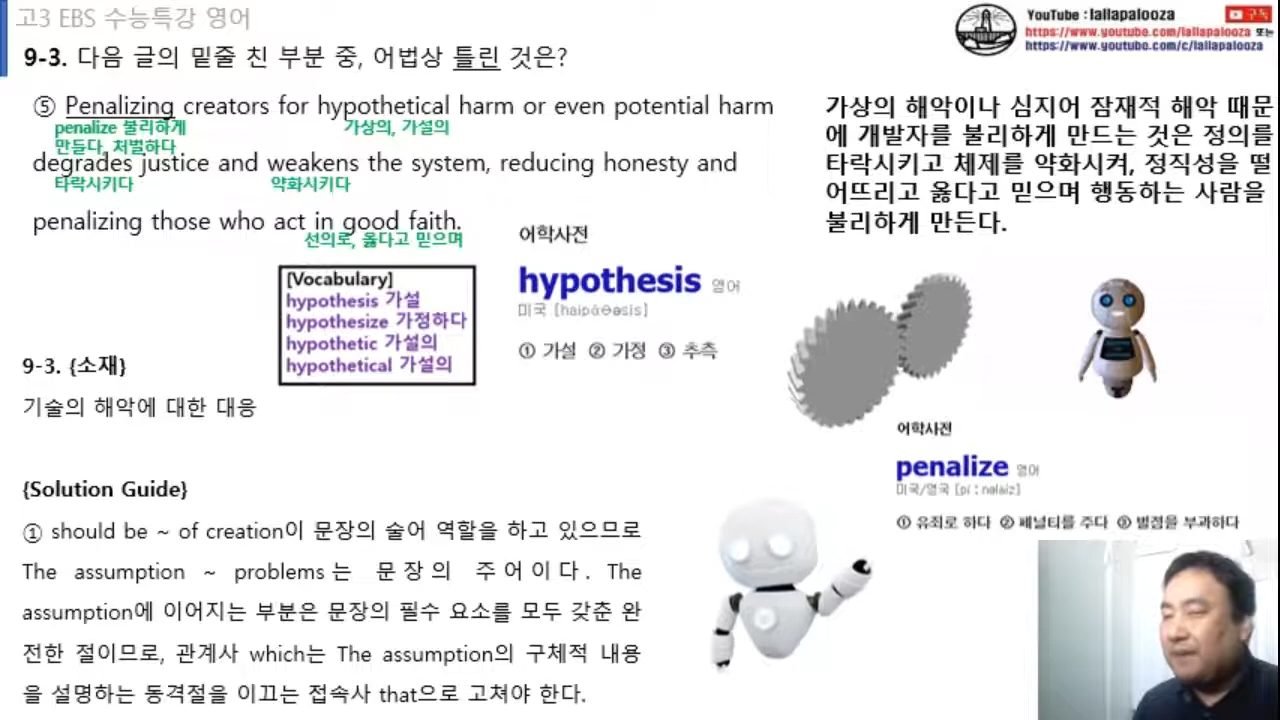 고3 EBS 수능특강 영어
YouTube : lallapalooza
구독
https://www.youtube.com/lallapalooza 또는
https://www.youtube.com/c/lallapalooza
9-3. 다음 글의 밑줄 친 부분 중, 어법상 틀린 것은?
⑤ Penalizing creators for hypothetical harm or even potential harm
penalize 불리하게
만들다, 처벌하다
가상의, 가설의
degrades justice and weakens the system, reducing honesty and
타락시키다
약화시키다
penalizing those who act in good faith.
선의로, 옳다고 믿으며
가상의 해악이나 심지어 잠재적 해악 때문
에 개발자를 불리하게 만드는 것은 정의를
타락시키고 체제를 약화시켜, 정직성을 떨
어뜨리고 옳다고 믿으며 행동하는 사람을
불리하게 만든다.
[Vocabulary]
hypothesis 가설
hypothesize 가정하다
hypothetic 가설의
hypothetical 가설의
어학사전
hypothesis 영어
미국 [haipάθəsis]
① 가설 ② 가정 ③ 추측
9-3. {소재}
기술의 해악에 대한 대응
어학사전
penalize 영어
미국/영국 [píːnəlaiz]
① 유죄로 하다 ② 페널티를 주다 ③ 벌점을 부과하다
{Solution Guide}
① should be ~ of creation이 문장의 술어 역할을 하고 있으므로
The assumption ~ problems는 문장의 주어이다. The
assumption에 이어지는 부분은 문장의 필수 요소를 모두 갖춘 완
전한 절이므로, 관계사 which는 The assumption의 구체적 내용
을 설명하는 동격절을 이끄는 접속사 that으로 고쳐야 한다.